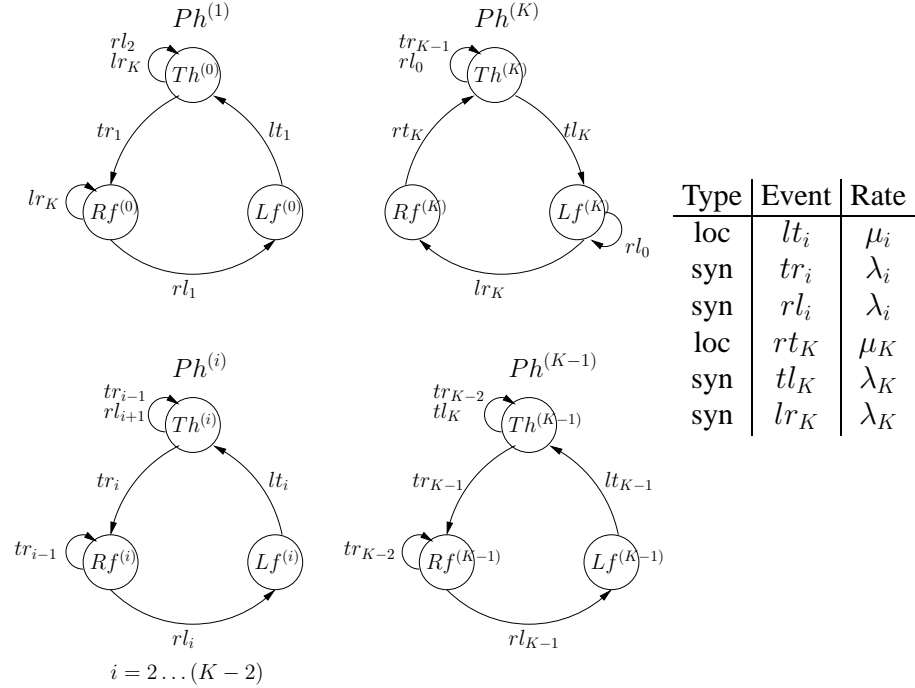 Ph^{(1)}
rl_2
lr_K
Th^{(0)}
tr_1
lt_1
lr_K
Rf^{(0)}
Lf^{(0)}
rl_1
Ph^{(K)}
tr_{K-1}
rl_0
Th^{(K)}
rt_K
tl_K
Rf^{(K)}
Lf^{(K)}
rl_0
lr_K
Ph^{(i)}
tr_{i-1}
rl_{i+1}
Th^{(i)}
tr_i
lt_i
tr_{i-1}
Rf^{(i)}
Lf^{(i)}
rl_i
i = 2 ... (K - 2)
Ph^{(K-1)}
tr_{K-2}
tl_K
Th^{(K-1)}
tr_{K-1}
lt_{K-1}
tr_{K-2}
Rf^{(K-1)}
Lf^{(K-1)}
rl_{K-1}
Type Event Rate
loc lt_i μ_i
syn tr_i λ_i
syn rl_i λ_i
loc rt_K μ_K
syn tl_K λ_K
syn lr_K λ_K